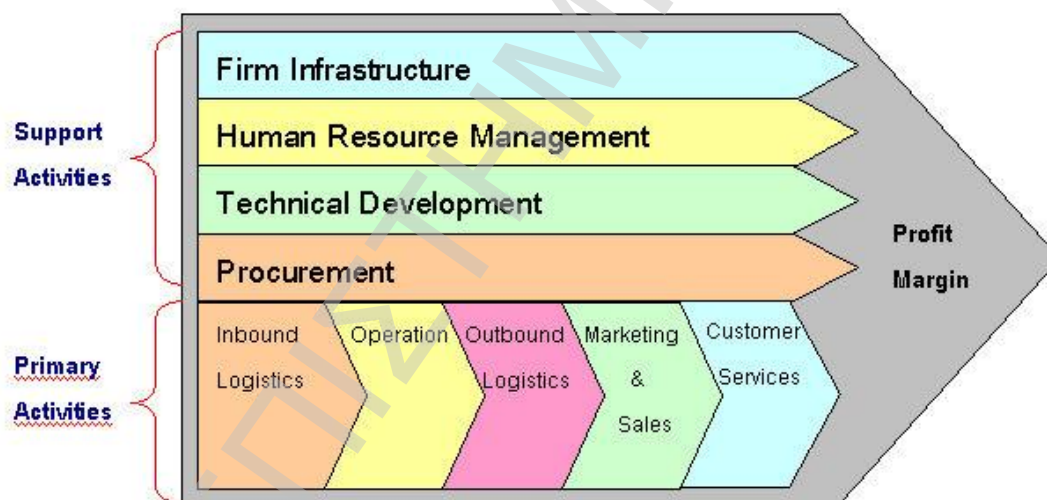 Support
Activities
Firm Infrastructure
Human Resource Management
Technical Development
Procurement
Profit
Margin
Primary
Activities
Inbound
Logistics
Operation
Outbound
Logistics
Marketing
&
Sales
Customer
Services